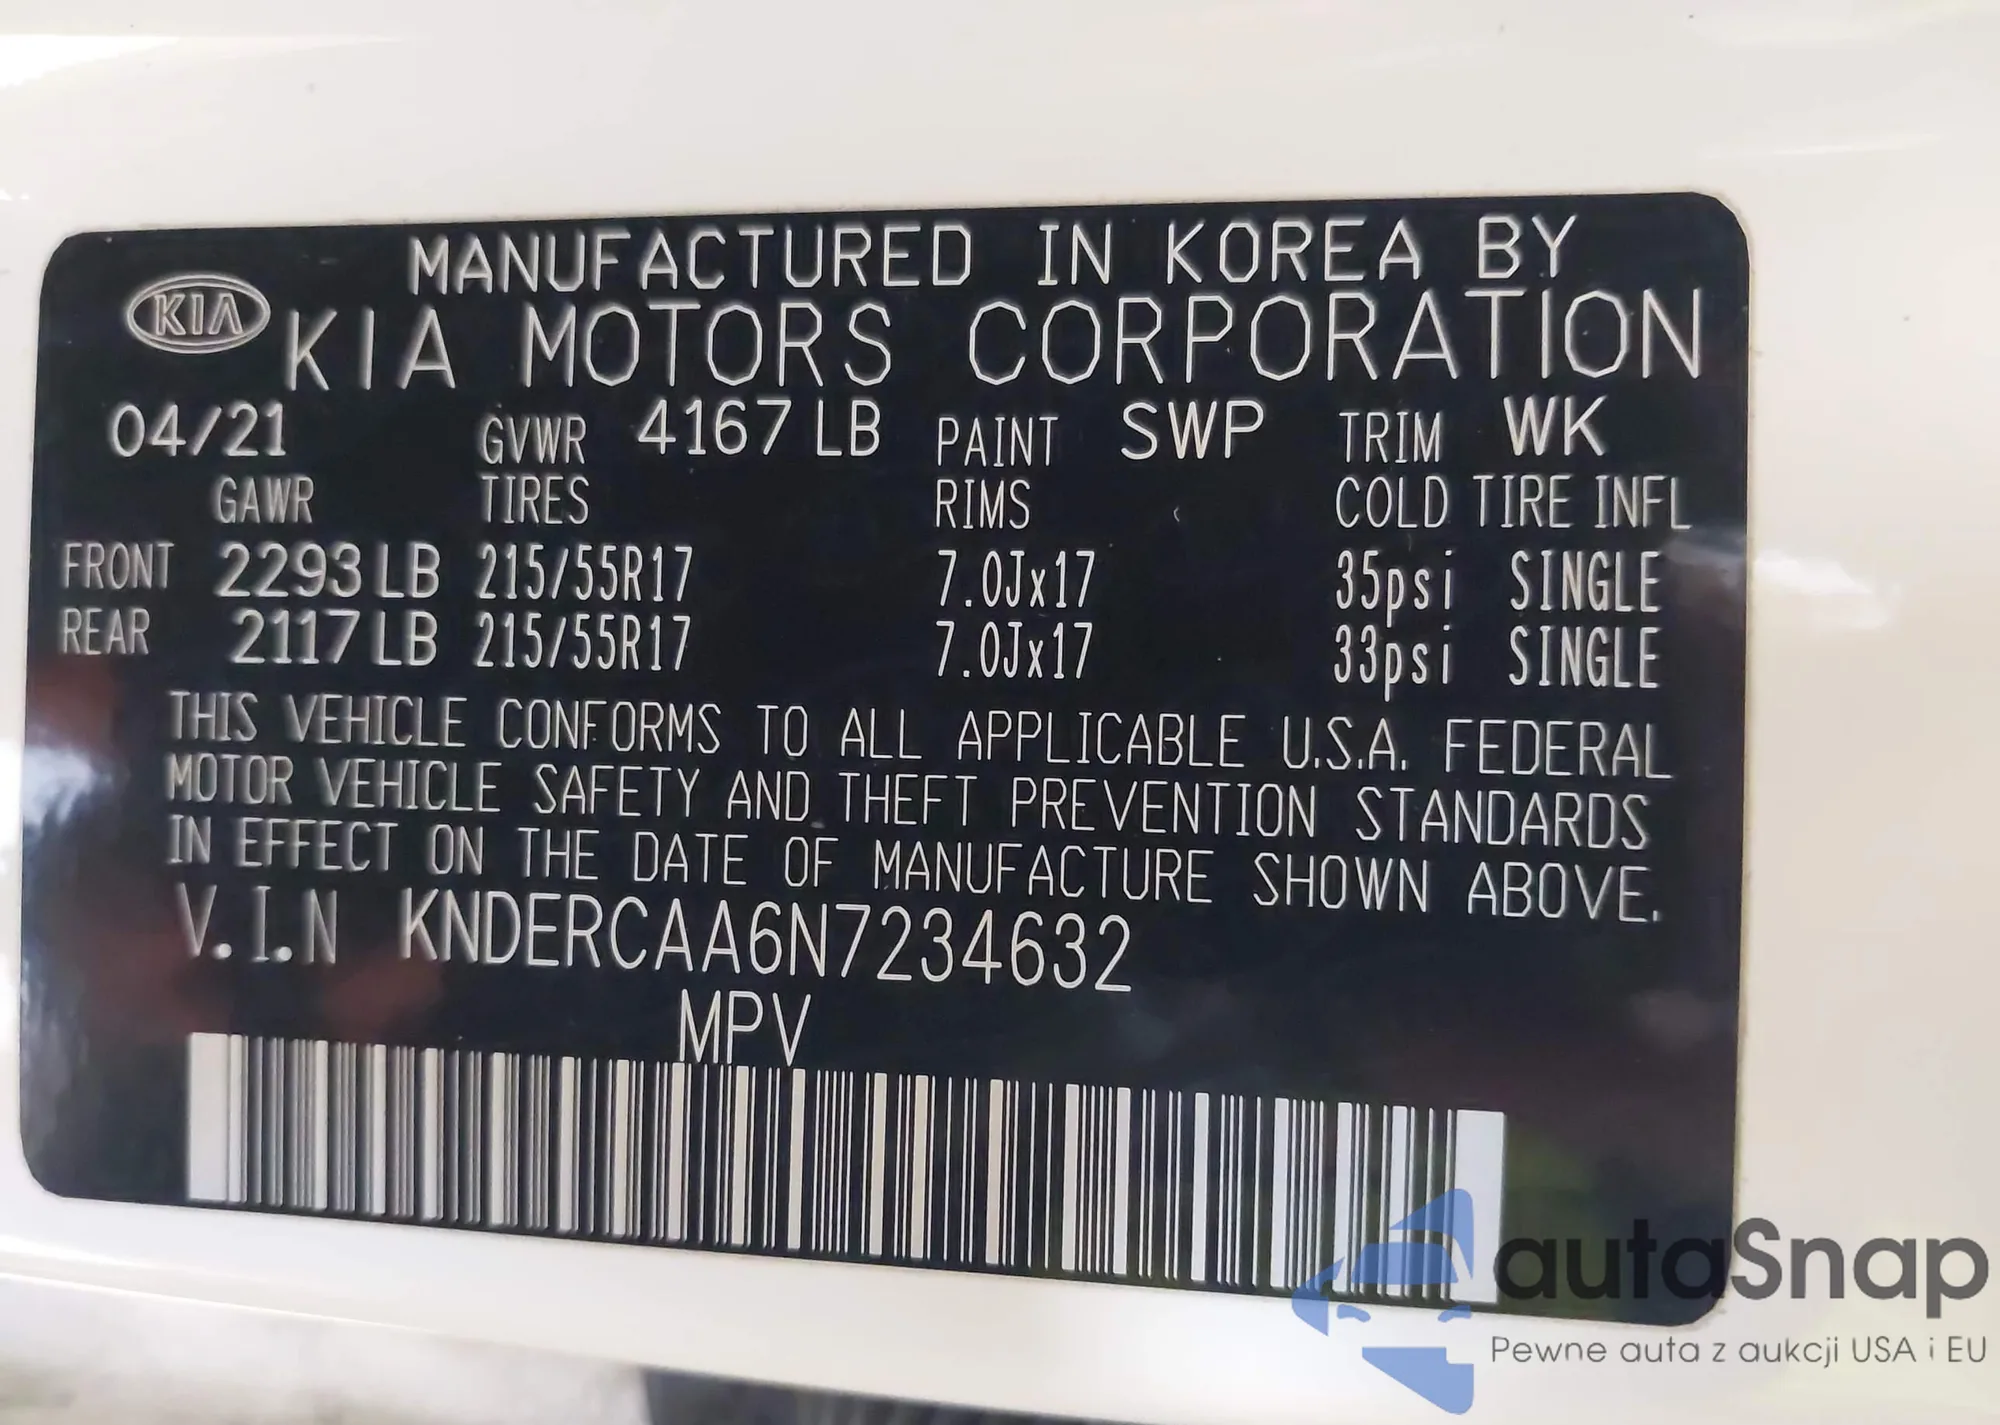 MANUFACTURED IN KOREA BY
KIA KIA MOTORS CORPORATION
04/21 GVWR 4167 LB PAINT SWP TRIM WK
GAWR TIRES RIMS COLD TIRE INFL
FRONT 2293 LB 215/55R17 7.0Jx17 35psi SINGLE
REAR 2117 LB 215/55R17 7.0Jx17 33psi SINGLE
THIS VEHICLE CONFORMS TO ALL APPLICABLE U.S.A. FEDERAL
MOTOR VEHICLE SAFETY AND THEFT PREVENTION STANDARDS
IN EFFECT ON THE DATE OF MANUFACTURE SHOWN ABOVE.
V.I.N KNDERCAA6N7234632
MPV
autaSnap
Pewne auta z aukcji USA i EU